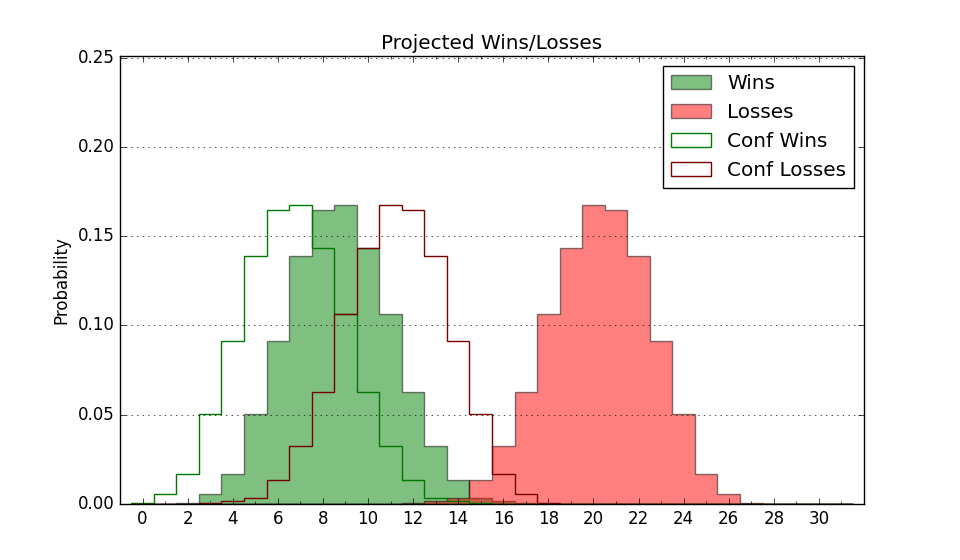 Projected Wins/Losses
0.25
0.20
0.15
0.10
0.05
0.00
Probability
Wins
Losses
Conf Wins
Conf Losses
0 2 4 6 8 10 12 14 16 18 20 22 24 26 28 30